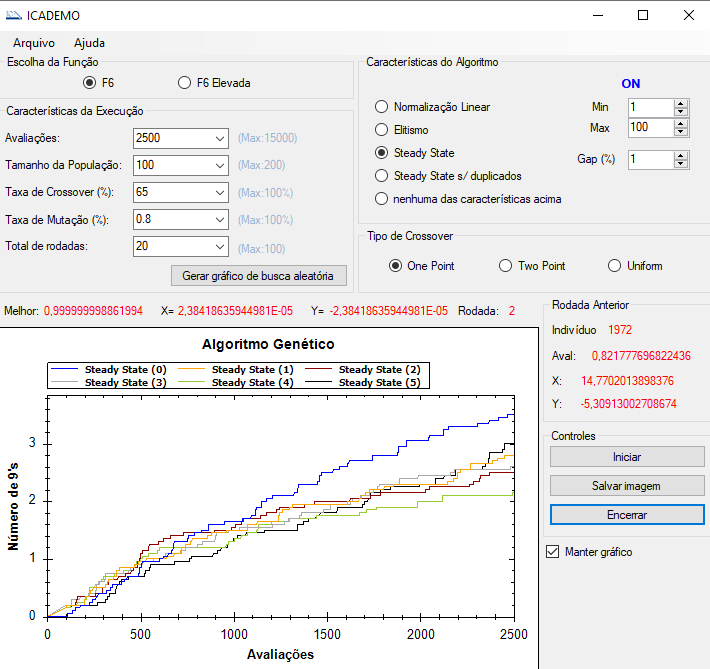 ICADEMO
Arquivo Ajuda
Escolha da Função
F6 F6 Elevada
Características da Execução
Avaliações: 2500 (Max:15000)
Tamanho da População: 100 (Max:200)
Taxa de Crossover (%): 65 (Max:100%)
Taxa de Mutação (%): 0.8 (Max:100%)
Total de rodadas: 20 (Max:100)
Gerar gráfico de busca aleatória
Características do Algoritmo
ON
Normalização Linear
Elitismo
Steady State
Steady State s/ duplicados
nenhuma das características acima
Min 1
Max 100
Gap (%) 1
Tipo de Crossover
One Point Two Point Uniform
Melhor: 0,999999998861994 X= 2,38418635944981E-05 Y= -2,38418635944981E-05 Rodada: 2
Algoritmo Genético
Steady State (0) Steady State (1) Steady State (2)
Steady State (3) Steady State (4) Steady State (5)
Número de 9's
3
2
1
0
0 500 1000 1500 2000 2500
Avaliações
Rodada Anterior
Indivíduo 1972
Aval: 0,821777696822436
X: 14,7702013898376
Y: -5,30913002708674
Controles
Iniciar
Salvar imagem
Encerrar
Manter gráfico